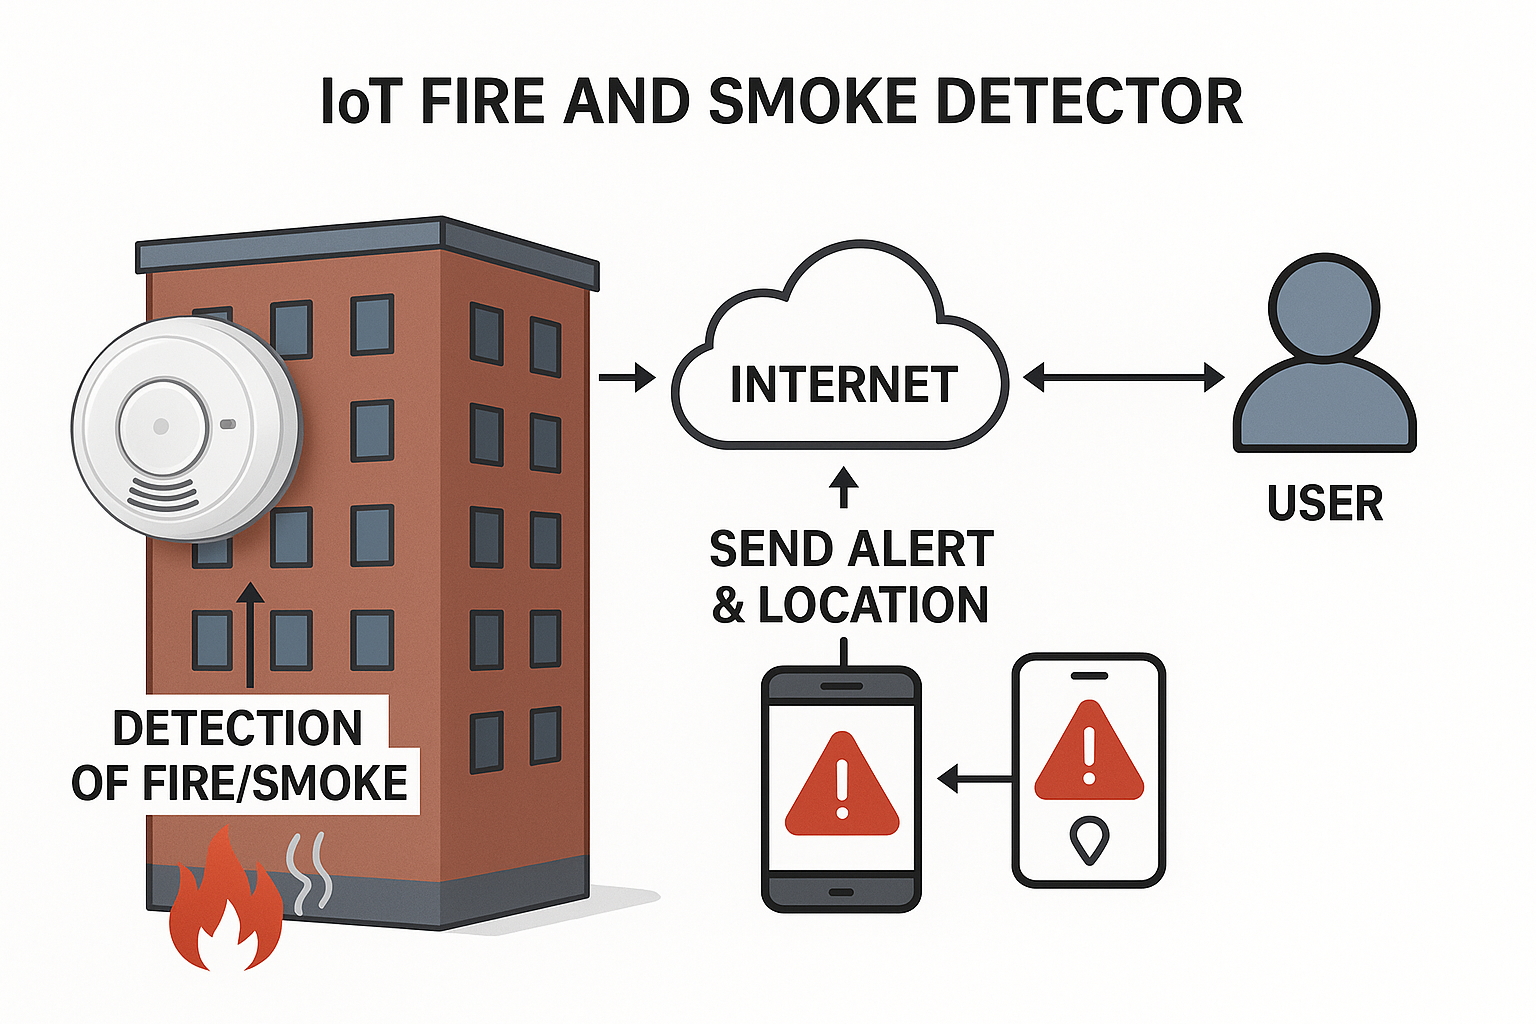 IoT FIRE AND SMOKE DETECTOR
INTERNET
USER
SEND ALERT
& LOCATION
DETECTION
OF FIRE/SMOKE